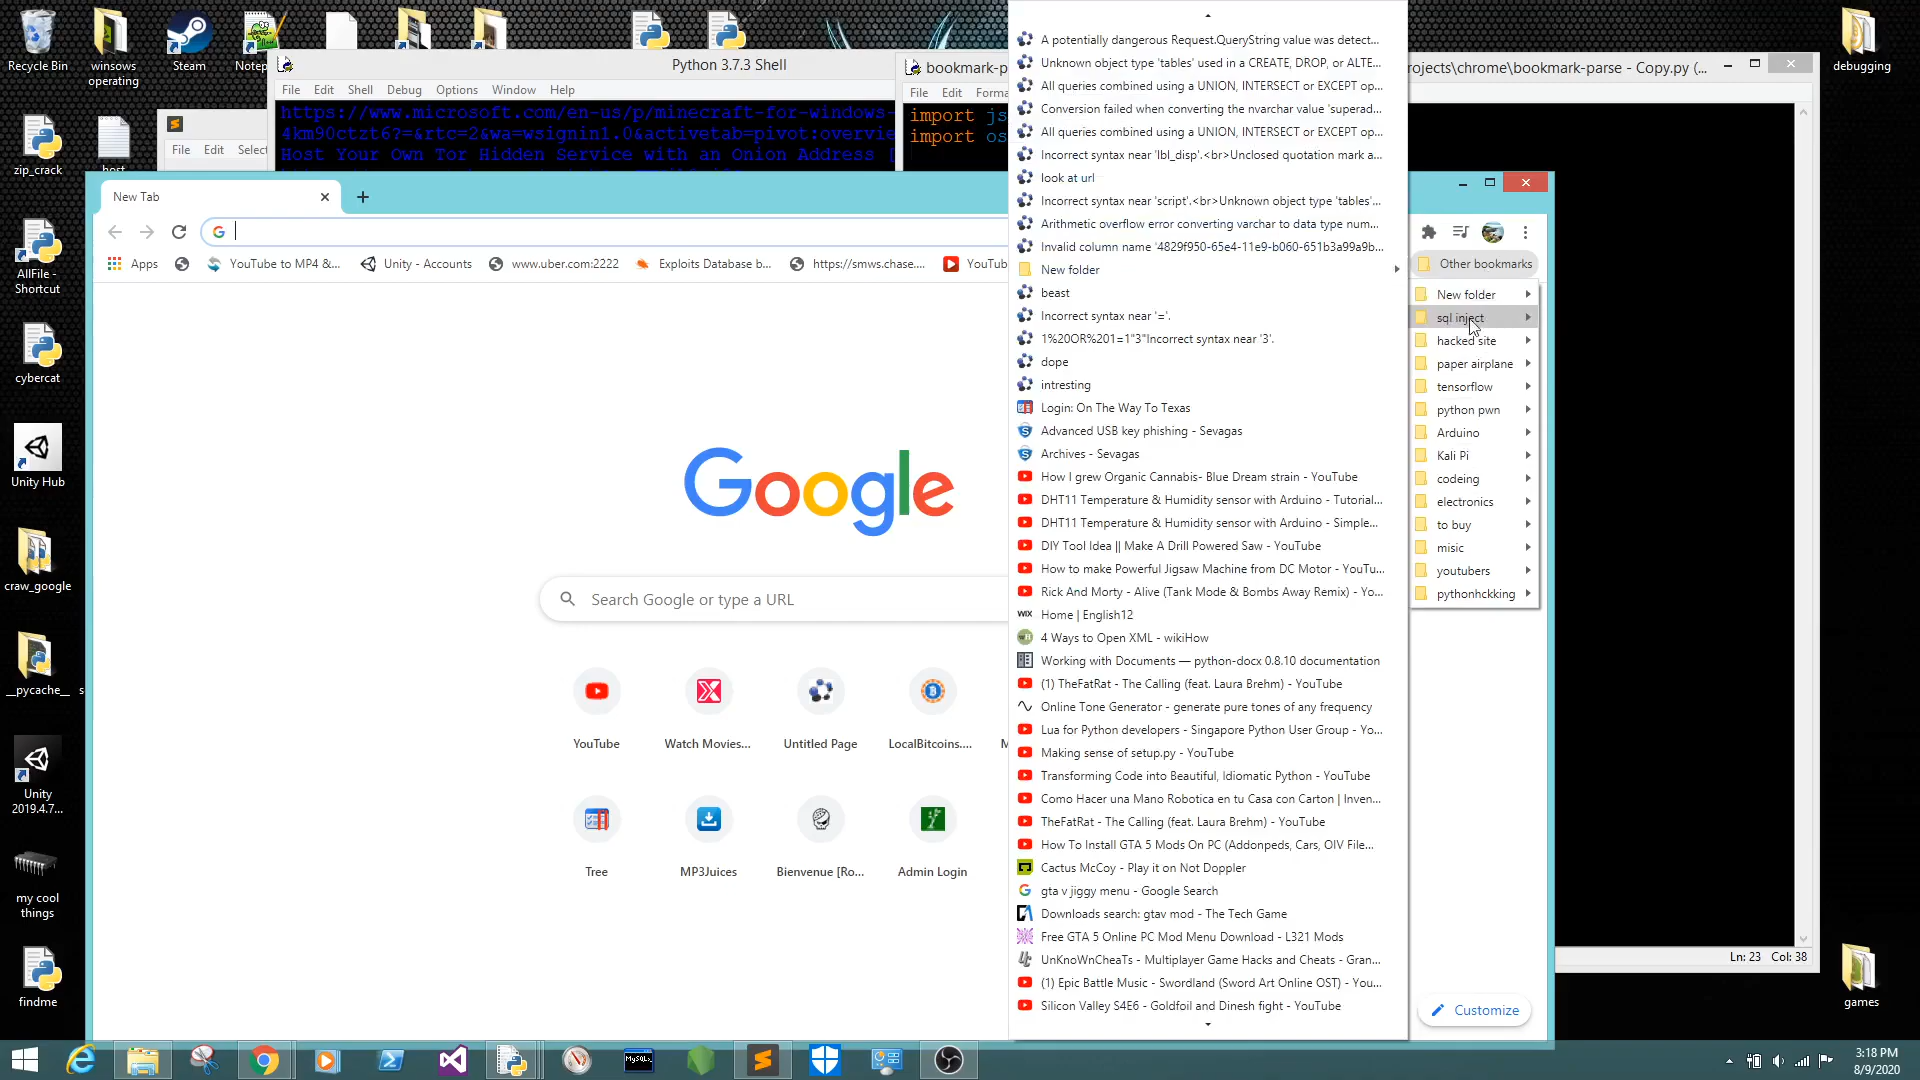 Recycle Bin
winsows
operating
Steam
Notep
zip_crack
host
AllFile -
Shortcut
cybercat
Unity Hub
craw_google
__pycache__
s
Unity
2019.4.7...
my cool
things
findme
debugging
games
File Edit Select
Python 3.7.3 Shell
File Edit Shell Debug Options Window Help
https://www.microsoft.com/en-us/p/minecraft-for-windows-
4km90ctzt6?=&rtc=2&wa=wsignin1.0&activetab=pivot:overvie
Host Your Own Tor Hidden Service with an Onion Address [
bookmark-p
rojects\chrome\bookmark-parse - Copy.py (...
File Edit Forma
import js
import os
Ln: 23 Col: 38
New Tab
Apps
YouTube to MP4 &...
Unity - Accounts
www.uber.com:2222
Exploits Database b...
https://smws.chase....
YouTub
Other bookmarks
Google
Search Google or type a URL
YouTube
Watch Movies...
Untitled Page
LocalBitcoins....
Tree
MP3Juices
Bienvenue [Ro...
Admin Login
Customize
A potentially dangerous Request.QueryString value was detect...
Unknown object type 'tables' used in a CREATE, DROP, or ALTE...
All queries combined using a UNION, INTERSECT or EXCEPT op...
Conversion failed when converting the nvarchar value 'superad...
All queries combined using a UNION, INTERSECT or EXCEPT op...
Incorrect syntax near 'lbl_disp'.<br>Unclosed quotation mark a...
look at url
Incorrect syntax near 'script'.<br>Unknown object type 'tables'...
Arithmetic overflow error converting varchar to data type num...
Invalid column name '4829f950-65e4-11e9-b060-651b3a99a9b...
New folder
beast
Incorrect syntax near '='.
1%20OR%201=1"3"Incorrect syntax near '3'.
dope
intresting
Login: On The Way To Texas
Advanced USB key phishing - Sevagas
Archives - Sevagas
How I grew Organic Cannabis- Blue Dream strain - YouTube
DHT11 Temperature & Humidity sensor with Arduino - Tutorial...
DHT11 Temperature & Humidity sensor with Arduino - Simple...
DIY Tool Idea || Make A Drill Powered Saw - YouTube
How to make Powerful Jigsaw Machine from DC Motor - YouTu...
Rick And Morty - Alive (Tank Mode & Bombs Away Remix) - Yo...
WIX Home | English12
4 Ways to Open XML - wikiHow
Working with Documents — python-docx 0.8.10 documentation
(1) TheFatRat - The Calling (feat. Laura Brehm) - YouTube
Online Tone Generator - generate pure tones of any frequency
Lua for Python developers - Singapore Python User Group - Yo...
Making sense of setup.py - YouTube
Transforming Code into Beautiful, Idiomatic Python - YouTube
Como Hacer una Mano Robotica en tu Casa con Carton | Inven...
TheFatRat - The Calling (feat. Laura Brehm) - YouTube
How To Install GTA 5 Mods On PC (Addonpeds, Cars, OIV File...
Cactus McCoy - Play it on Not Doppler
gta v jiggy menu - Google Search
Downloads search: gtav mod - The Tech Game
Free GTA 5 Online PC Mod Menu Download - L321 Mods
UnKnoWnCheaTs - Multiplayer Game Hacks and Cheats - Gran...
(1) Epic Battle Music - Swordland (Sword Art Online OST) - You...
Silicon Valley S4E6 - Goldfoil and Dinesh fight - YouTube
New folder
sql inject
hacked site
paper airplane
tensorflow
python pwn
Arduino
Kali Pi
codeing
electronics
to buy
misic
youtubers
pythonhckking
3:18 PM
8/9/2020